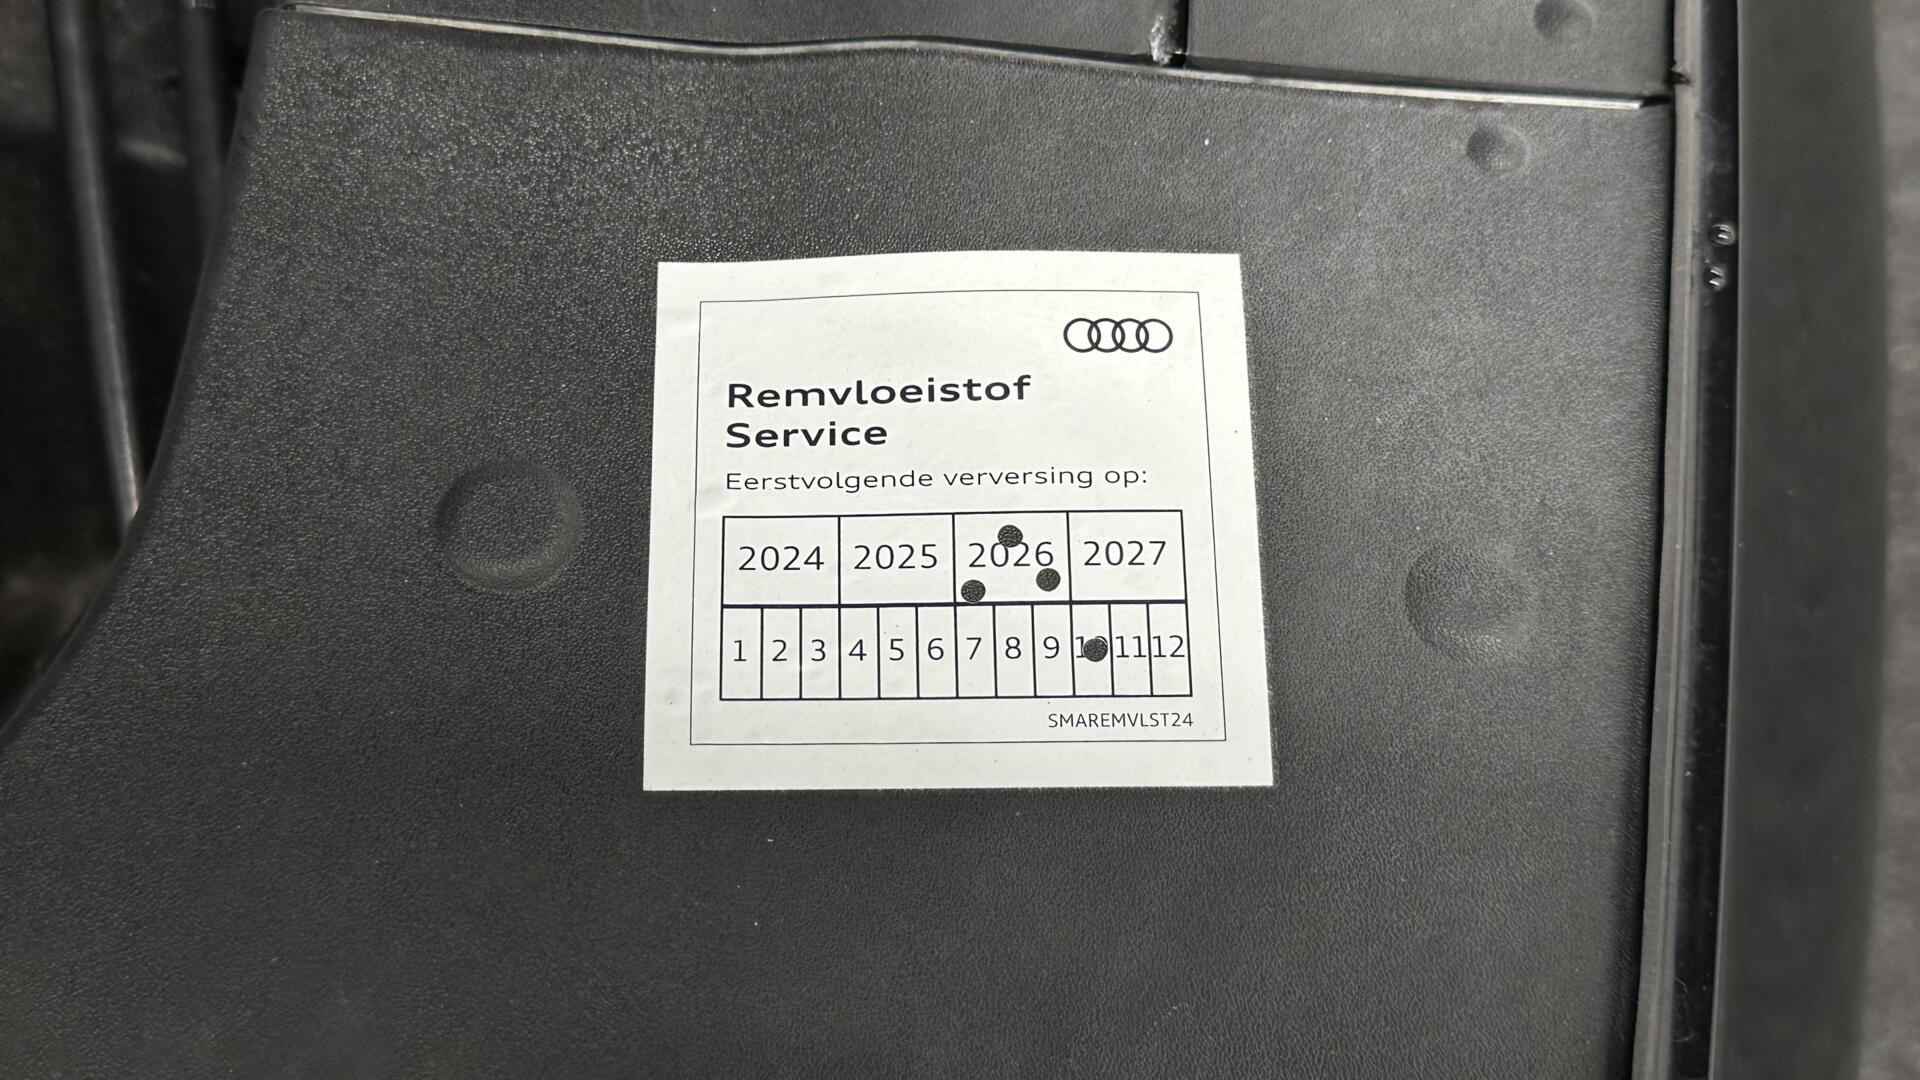 Remvloeistof
Service
Eerstvolgende verversing op:
2024 2025 2026 2027
1 2 3 4 5 6 7 8 9 10 11 12
SMAREMVLST24